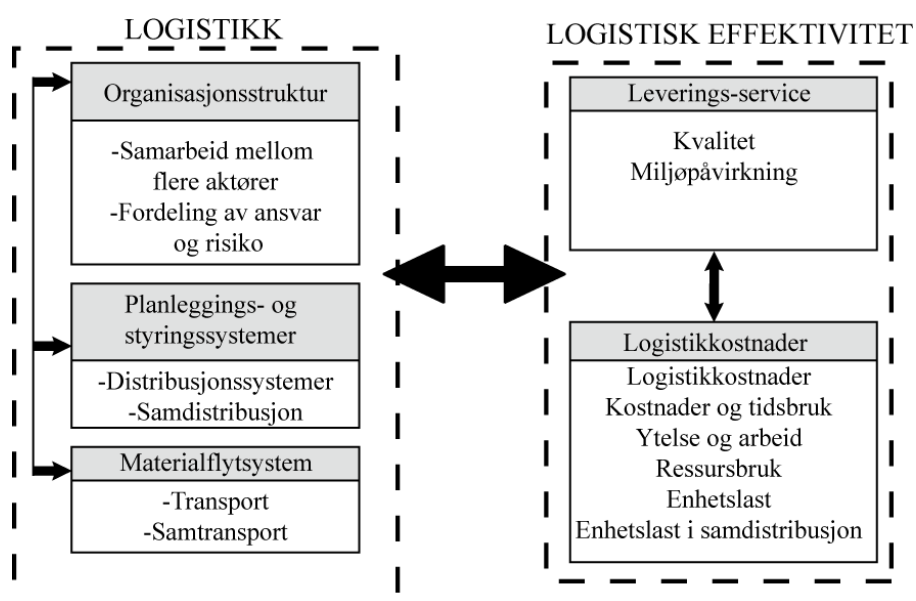 LOGISTIKK
Organisasjonsstruktur
-Samarbeid mellom
flere aktører
-Fordeling av ansvar
og risiko
Planleggings- og
styringssystemer
-Distribusjonssystemer
-Samdistribusjon
Materialflytsystem
-Transport
-Samtransport
LOGISTISK EFFEKTIVITET
Leverings-service
Kvalitet
Miljøpåvirkning
Logistikkostnader
Logistikkostnader
Kostnader og tidsbruk
Ytelse og arbeid
Ressursbruk
Enhetslast
Enhetslast i samdistribusjon